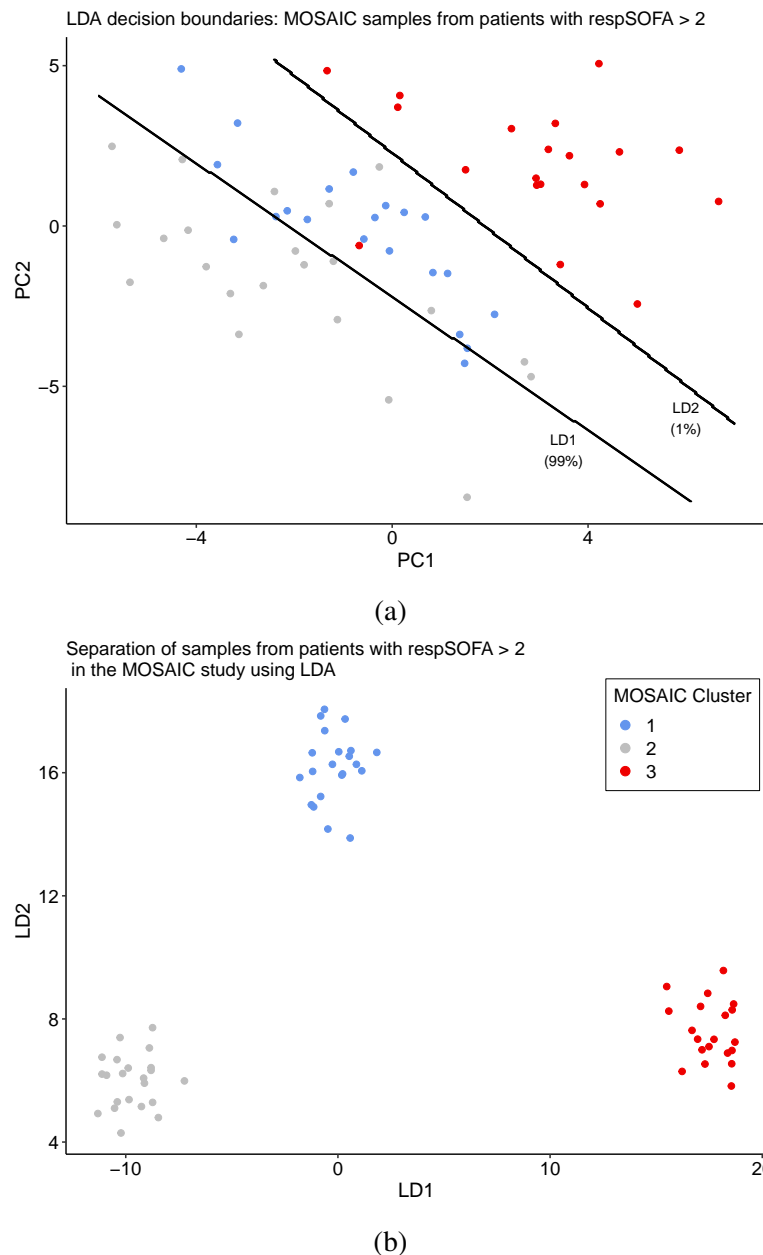 LDA decision boundaries: MOSAIC samples from patients with respSOFA > 2
5
0
−5
PC2
LD2
(1%)
LD1
(99%)
−4
0
4
PC1
(a)
Separation of samples from patients with respSOFA > 2
in the MOSAIC study using LDA
MOSAIC Cluster
1
2
3
16
12
8
4
LD2
−10
0
10
20
LD1
(b)